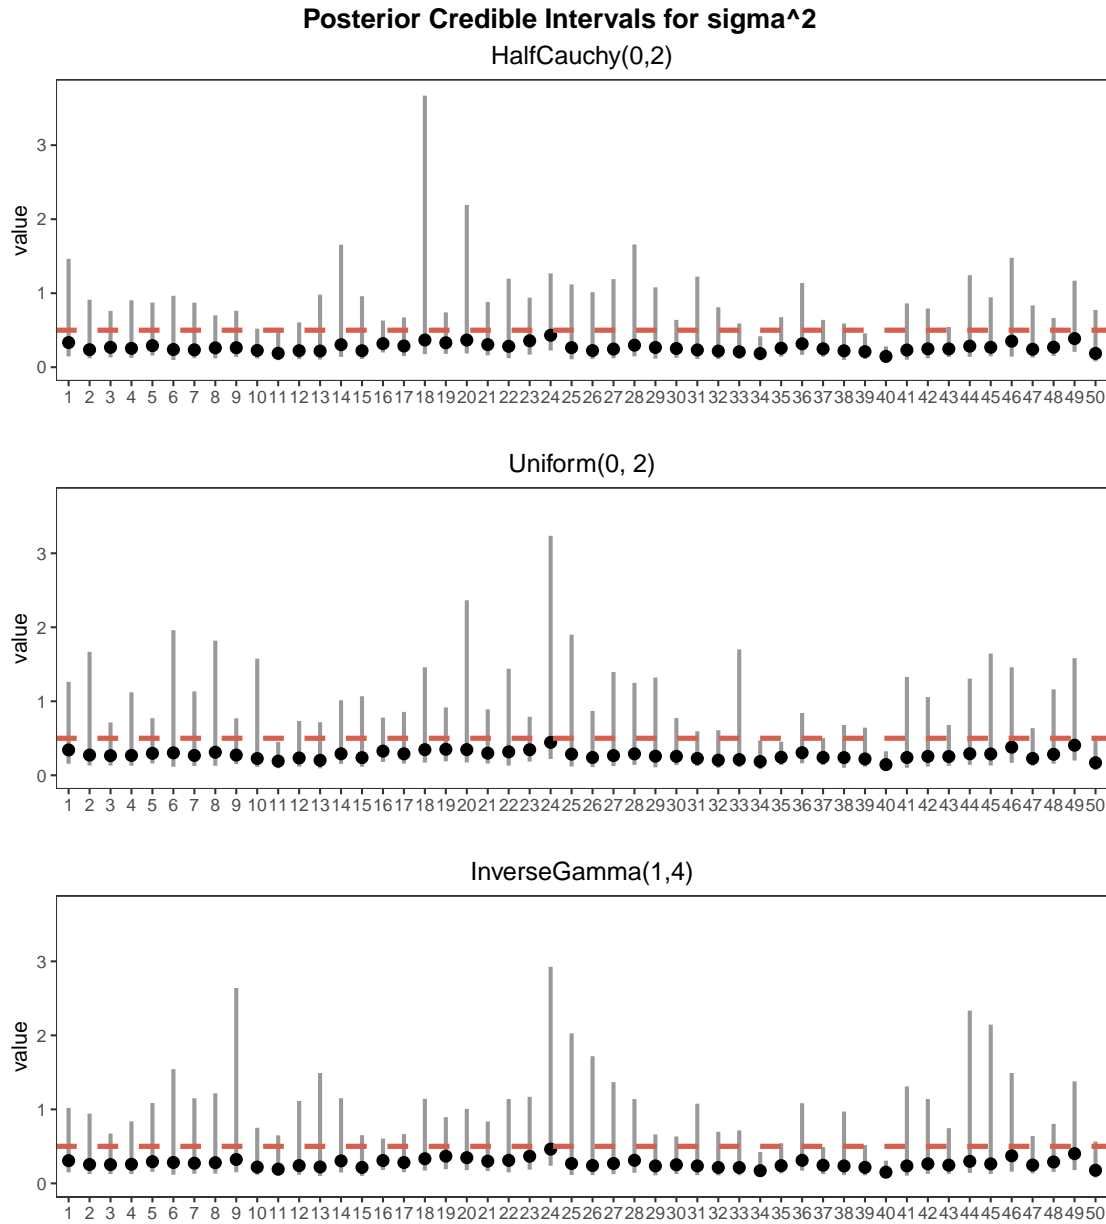 Posterior Credible Intervals for sigma^2
HalfCauchy(0,2)
3
2
1
0
value
1 2 3 4 5 6 7 8 9 10 11 12 13 14 15 16 17 18 19 20 21 22 23 24 25 26 27 28 29 30 31 32 33 34 35 36 37 38 39 40 41 42 43 44 45 46 47 48 49 50
Uniform(0, 2)
3
2
1
0
value
1 2 3 4 5 6 7 8 9 10 11 12 13 14 15 16 17 18 19 20 21 22 23 24 25 26 27 28 29 30 31 32 33 34 35 36 37 38 39 40 41 42 43 44 45 46 47 48 49 50
InverseGamma(1,4)
3
2
1
0
value
1 2 3 4 5 6 7 8 9 10 11 12 13 14 15 16 17 18 19 20 21 22 23 24 25 26 27 28 29 30 31 32 33 34 35 36 37 38 39 40 41 42 43 44 45 46 47 48 49 50